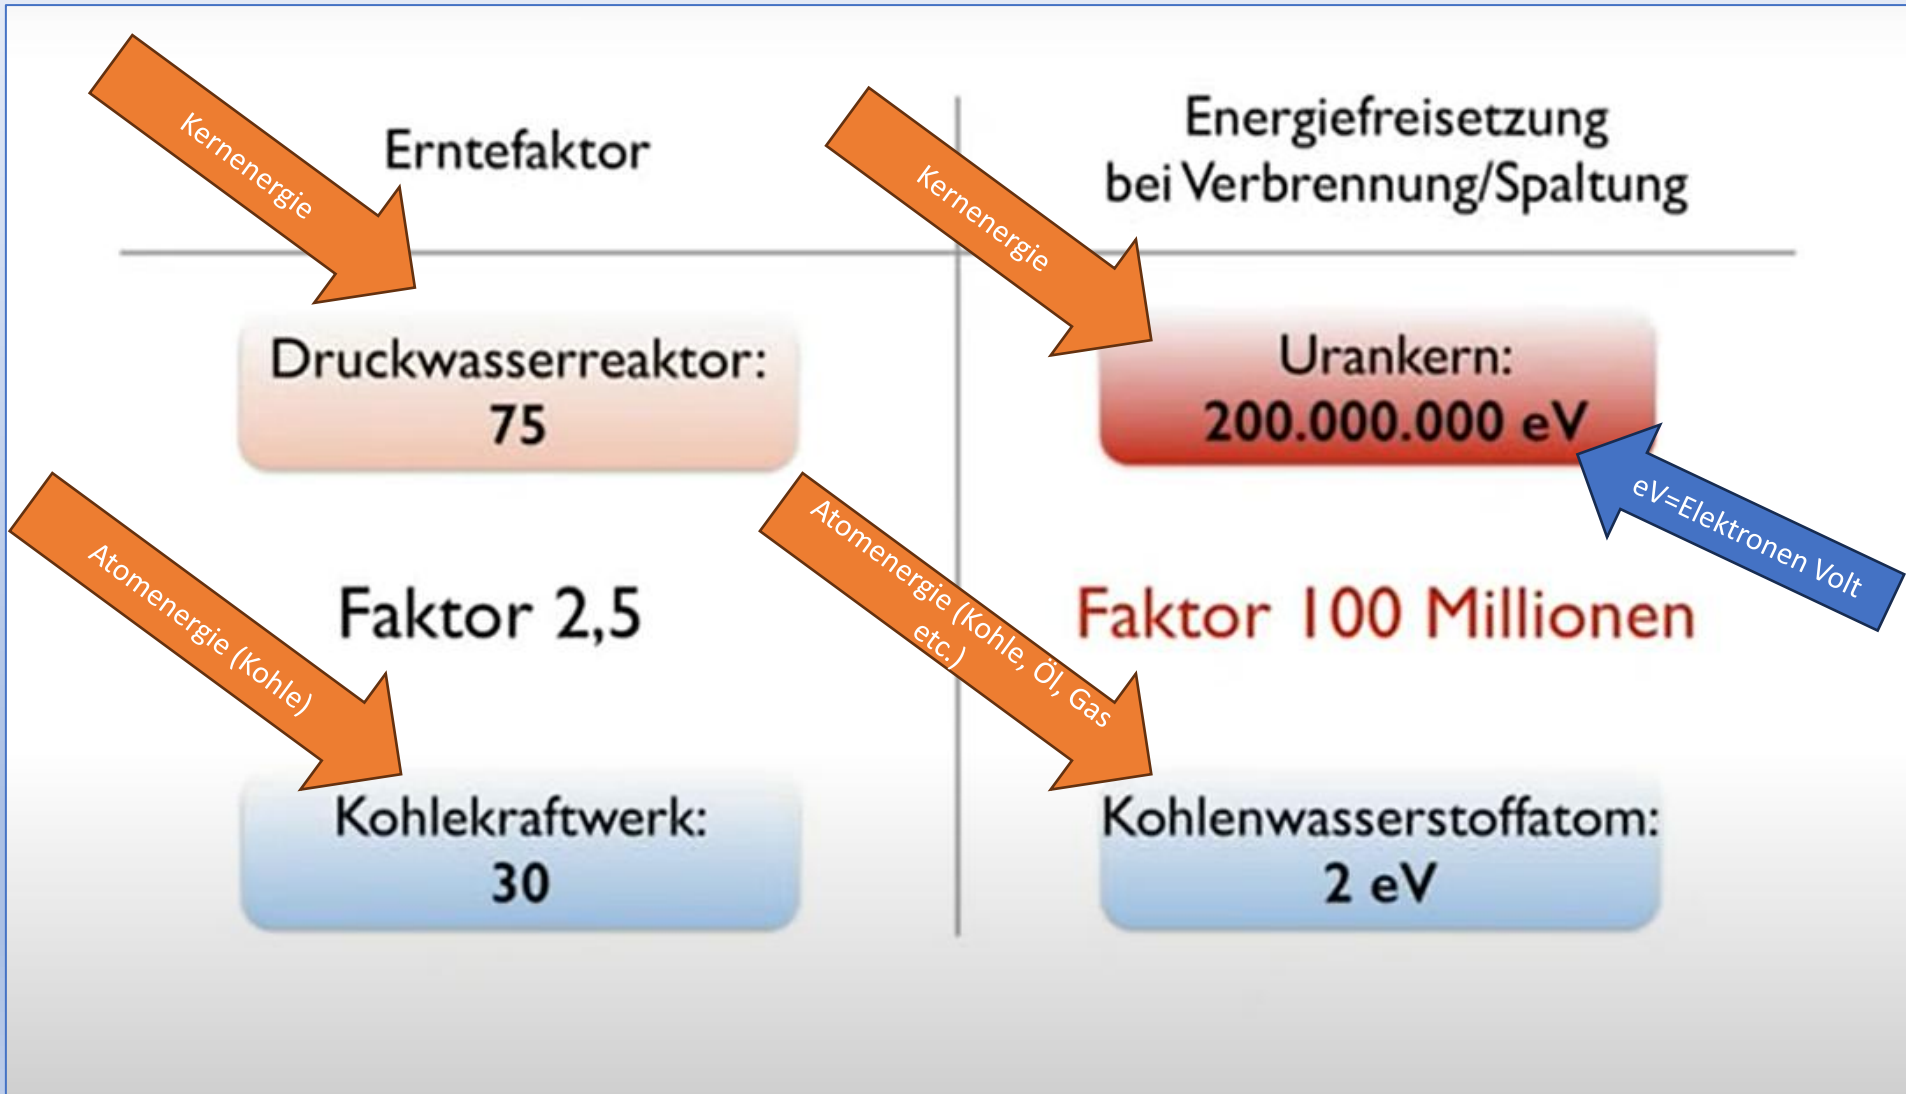 Kernenergie
Erntefaktor
Kernenergie
Energiefreisetzung
bei Verbrennung/Spaltung
Druckwasserreaktor:
75
Urankern:
200.000.000 eV
eV=Elektronen Volt
Atomenergie (Kohle)
Faktor 2,5
Atomenergie (Kohle, Öl, Gas
etc.)
Faktor 100 Millionen
Kohlekraftwerk:
30
Kohlenwasserstoffatom:
2 eV